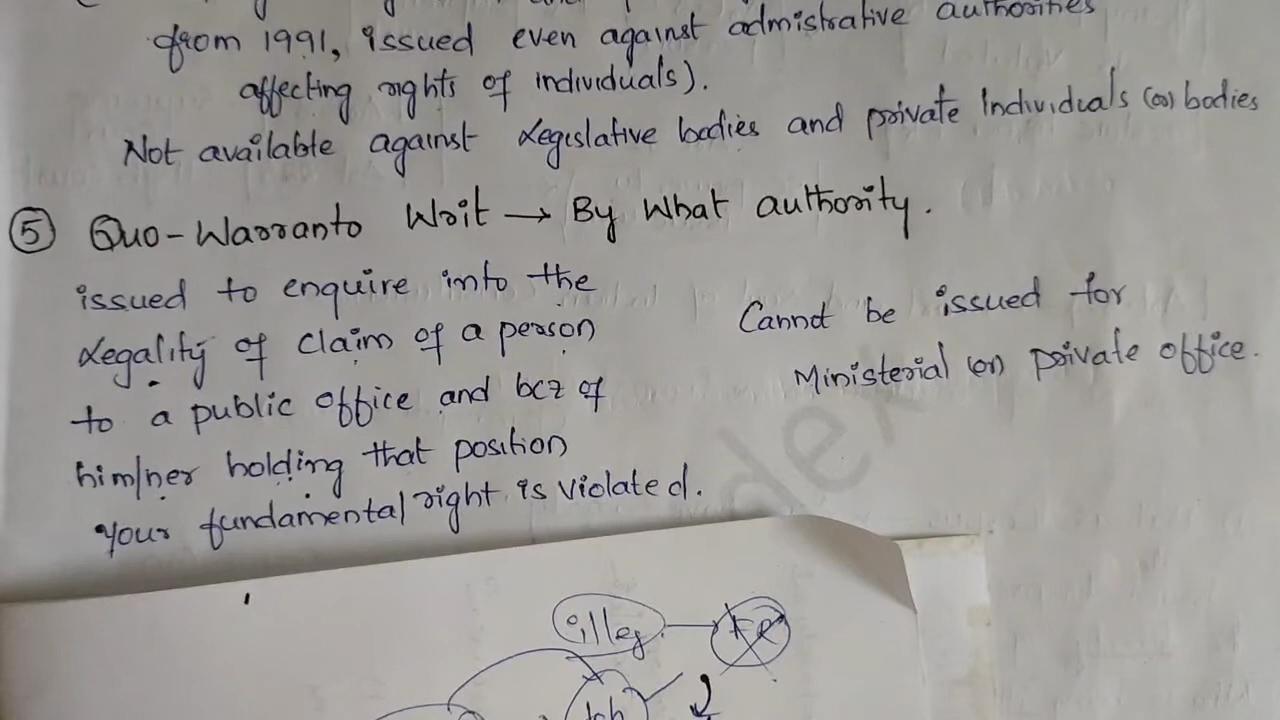 from 1991, issued even against admistrative authorities
affecting rights of individuals).
Not available against Legislative bodies and private Individuals (or) bodies
5 Quo-Warranto Writ → By What authority.
issued to enquire into the
Legality of claim of a person
to a public office and bcz of
him/her holding that position
your fundamental right is violated.
Cannot be issued for
Ministerial (or) private office.
illeg
FR
Job